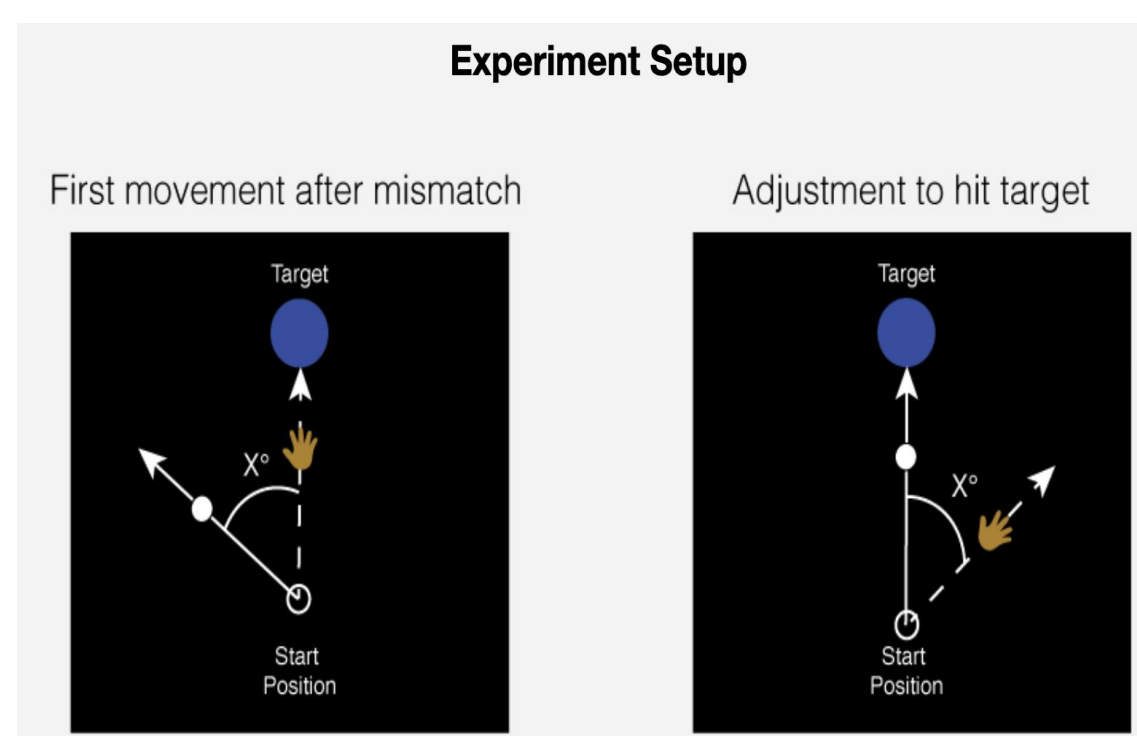 Experiment Setup
First movement after mismatch
Target
X°
Start
Position
Adjustment to hit target
Target
X°
Start
Position